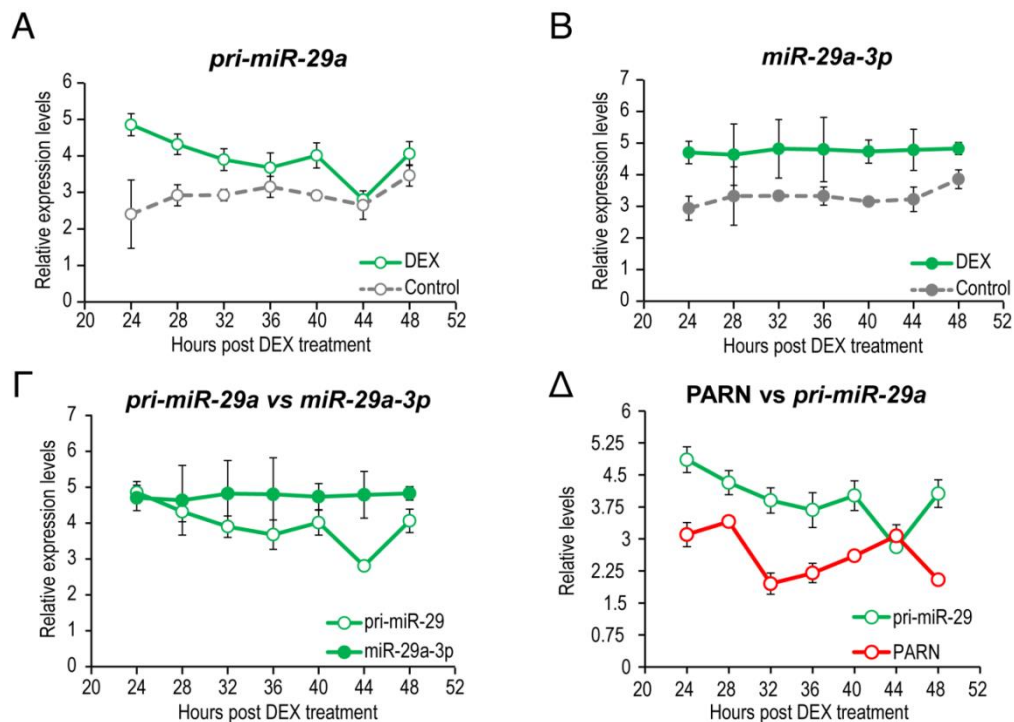 A
pri-miR-29a
Relative expression levels
6
5
4
3
2
1
0
20 24 28 32 36 40 44 48 52
Hours post DEX treatment
DEX
Control
B
miR-29a-3p
Relative expression levels
7
6
5
4
3
2
1
0
20 24 28 32 36 40 44 48 52
Hours post DEX treatment
DEX
Control
Γ
pri-miR-29a vs miR-29a-3p
Relative expression levels
7
6
5
4
3
2
1
0
20 24 28 32 36 40 44 48 52
Hours post DEX treatment
pri-miR-29
miR-29a-3p
Δ
PARN vs pri-miR-29a
Relative levels
6
5.25
4.5
3.75
3
2.25
1.5
0.75
0
20 24 28 32 36 40 44 48 52
Hours post DEX treatment
pri-miR-29
PARN